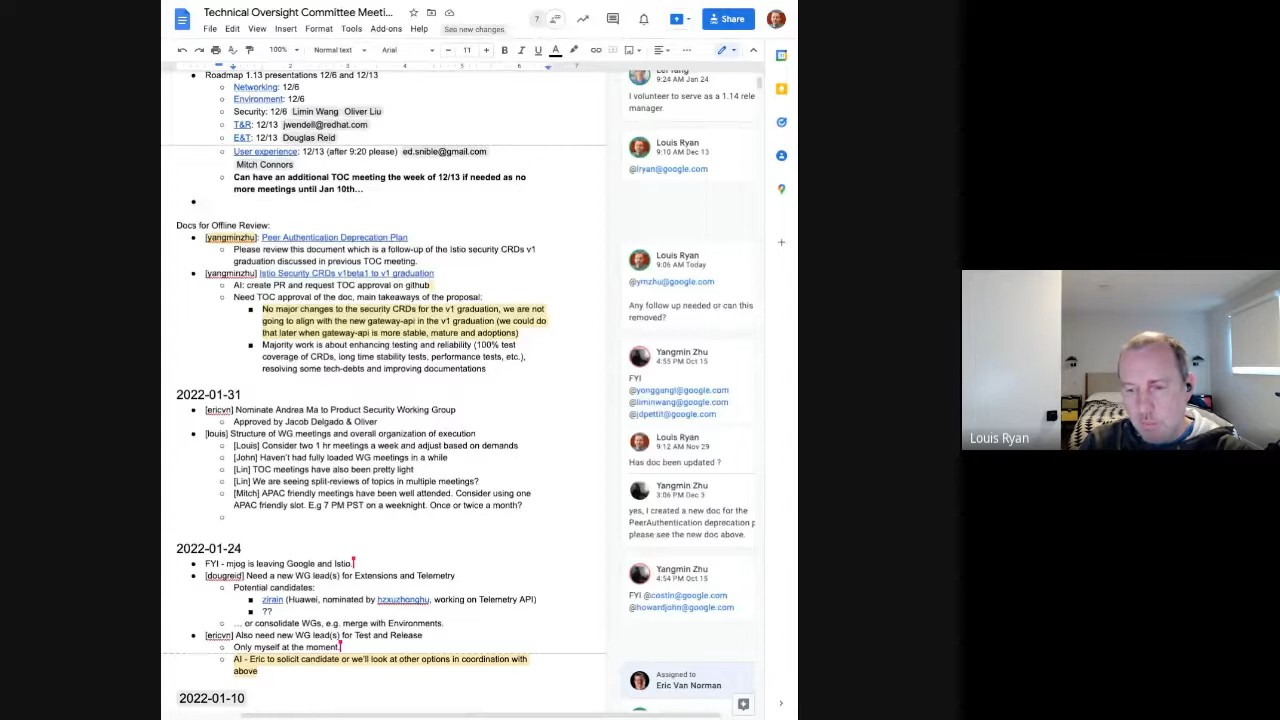 Technical Oversight Committee Meeti...
File Edit View Insert Format Tools Add-ons See new changes
7
Share
100% Normal text Arial 11
B I U A
2 3 4 5 6 7
Roadmap 1.13 presentations 12/6 and 12/13
Networking: 12/6
Environment: 12/6
Security: 12/6 Limin Wang Oliver Liu
T&R: 12/13 jwendell@redhat.com
E&T: 12/13 Douglas Reid
User experience: 12/13 (after 9:20 please) ed.snible@gmail.com
Mitch Connors
Can have an additional TOC meeting the week of 12/13 if needed as no
more meetings until Jan 10th…
Docs for Offline Review:
[yangminzhu]: Peer Authentication Deprecation Plan
Please review this document which is a follow-up of the Istio security CRDs v1
graduation discussed in previous TOC meeting.
[yangminzhu] Istio Security CRDs v1beta1 to v1 graduation
AI: create PR and request TOC approval on github
Need TOC approval of the doc, main takeaways of the proposal:
No major changes to the security CRDs for the v1 graduation, we are not
going to align with the new gateway-api in the v1 graduation (we could do
that later when gateway-api is more stable, mature and adoptions)
Majority work is about enhancing testing and reliability (100% test
coverage of CRDs, long time stability tests, performance tests, etc.),
resolving some tech-debts and improving documentations
2022-01-31
[ericvn] Nominate Andrea Ma to Product Security Working Group
Approved by Jacob Delgado & Oliver
[louis] Structure of WG meetings and overall organization of execution
[Louis] Consider two 1 hr meetings a week and adjust based on demands
[John] Haven't had fully loaded WG meetings in a while
[Lin] TOC meetings have also been pretty light
[Lin] We are seeing split-reviews of topics in multiple meetings?
[Mitch] APAC friendly meetings have been well attended. Consider using one
APAC friendly slot. E.g 7 PM PST on a weeknight. Once or twice a month?
2022-01-24
FYI - mjog is leaving Google and Istio.
[dougreid] Need a new WG lead(s) for Extensions and Telemetry
Potential candidates:
zirain (Huawei, nominated by hzxuzhonghu, working on Telemetry API)
??
… or consolidate WGs, e.g. merge with Environments.
[ericvn] Also need new WG lead(s) for Test and Release
Only myself at the moment.
AI - Eric to solicit candidate or we'll look at other options in coordination with
above
2022-01-10
9:24 AM Jan 24
I volunteer to serve as a 1.14 rele
manager.
Louis Ryan
9:10 AM Dec 13
@lryan@google.com
Louis Ryan
9:06 AM Today
@ymzhu@google.com
Any follow up needed or can this
removed?
Yangmin Zhu
4:55 PM Oct 15
FYI
@yonggangl@google.com
@liminwang@google.com
@jdpettit@google.com
Louis Ryan
9:12 AM Nov 29
Has doc been updated ?
Yangmin Zhu
3:06 PM Dec 3
yes, I created a new doc for the
PeerAuthentication deprecation p
please see the new doc above.
Yangmin Zhu
4:54 PM Oct 15
FYI @costin@google.com
@howardjohn@google.com
Assigned to
Eric Van Norman
Louis Ryan